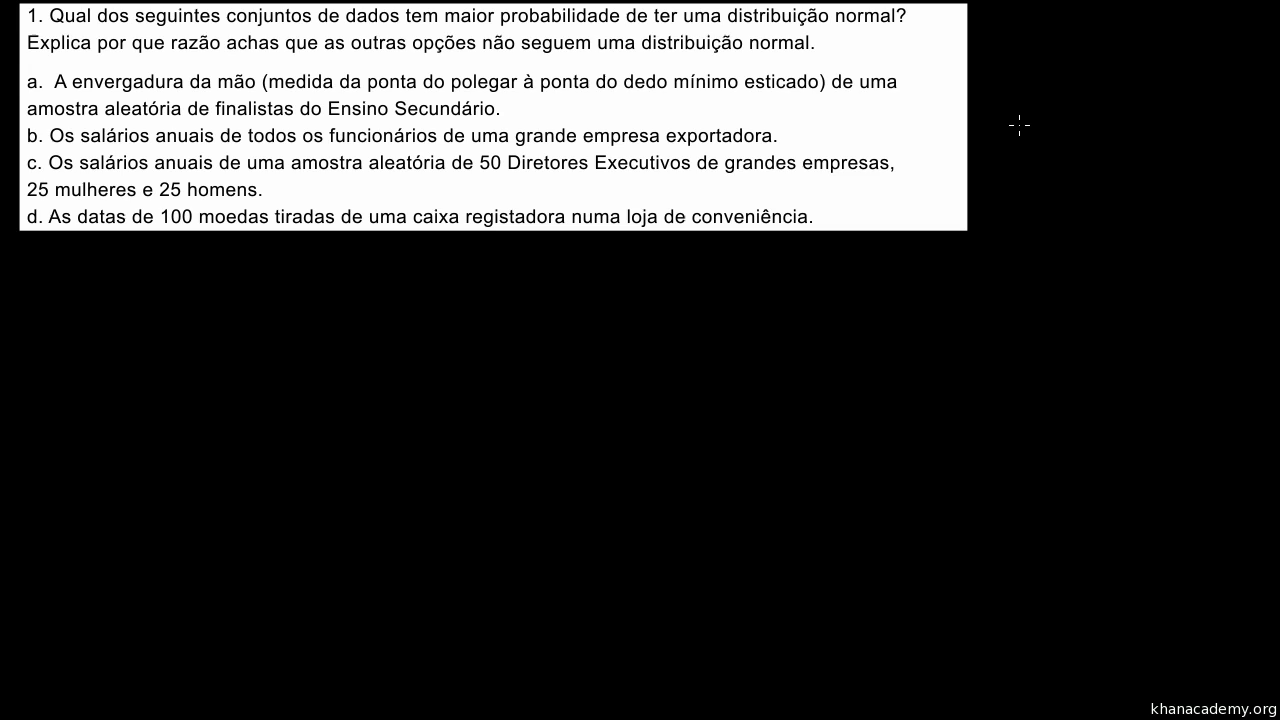 1. Qual dos seguintes conjuntos de dados tem maior probabilidade de ter uma distribuição normal?
Explica por que razão achas que as outras opções não seguem uma distribuição normal.
a. A envergadura da mão (medida da ponta do polegar à ponta do dedo mínimo esticado) de uma
amostra aleatória de finalistas do Ensino Secundário.
b. Os salários anuais de todos os funcionários de uma grande empresa exportadora.
c. Os salários anuais de uma amostra aleatória de 50 Diretores Executivos de grandes empresas,
25 mulheres e 25 homens.
d. As datas de 100 moedas tiradas de uma caixa registadora numa loja de conveniência.
khanacademy.org